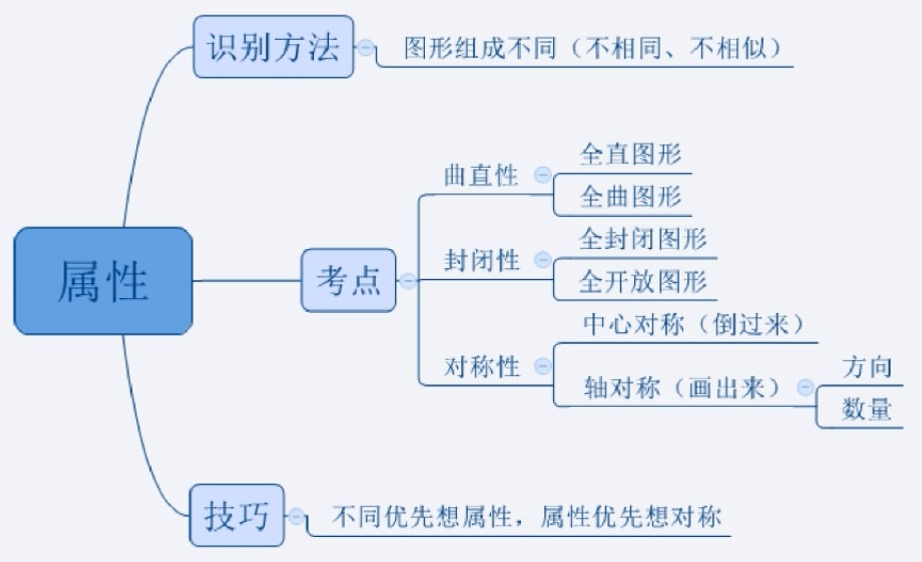 属性
识别方法
图形组成不同（不相同、不相似）
考点
曲直性
全直图形
全曲图形
封闭性
全封闭图形
全开放图形
对称性
中心对称（倒过来）
轴对称（画出来）
方向
数量
技巧
不同优先想属性，属性优先想对称